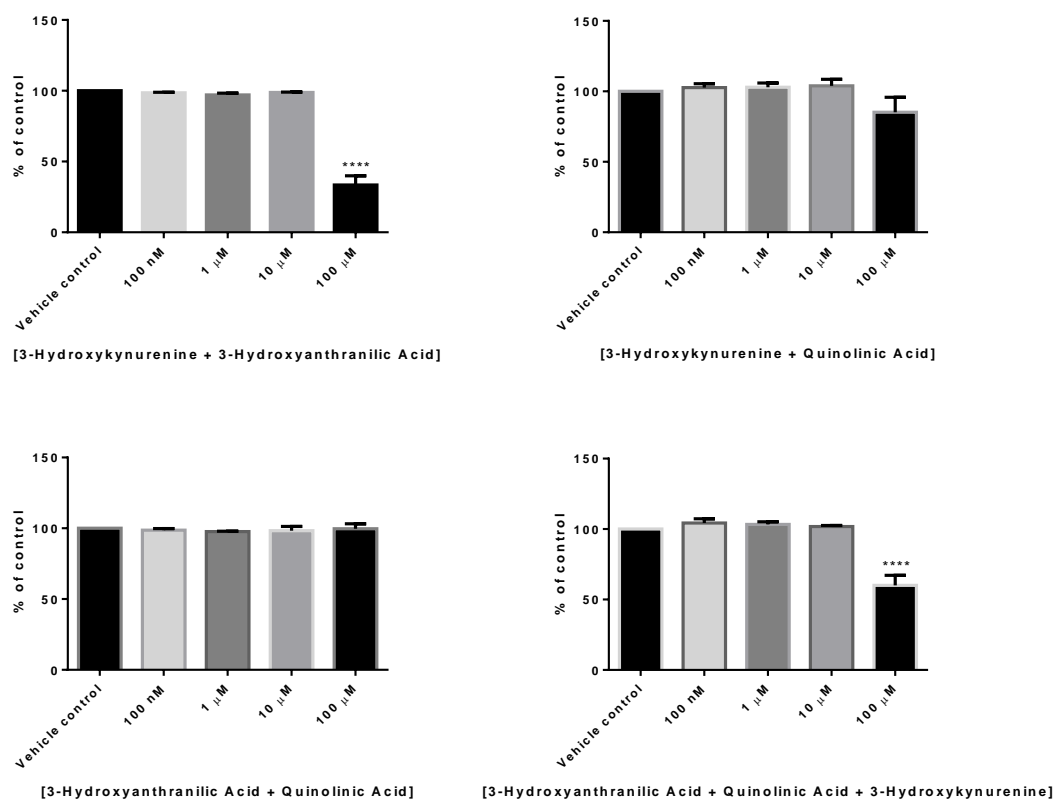 150
100
50
0
% of control
****
Vehicle control
100 nM
1 µM
10 µM
100 µM
[3-Hydroxykynurenine + 3-Hydroxyanthranilic Acid]
150
100
50
0
% of control
Vehicle control
100 nM
1 µM
10 µM
100 µM
[3-Hydroxykynurenine + Quinolinic Acid]
150
100
50
0
% of control
Vehicle control
100 nM
1 µM
10 µM
100 µM
[3-Hydroxyanthranilic Acid + Quinolinic Acid]
150
100
50
0
% of control
****
Vehicle control
100 nM
1 µM
10 µM
100 µM
[3-Hydroxyanthranilic Acid + Quinolinic Acid + 3-Hydroxykynurenine]